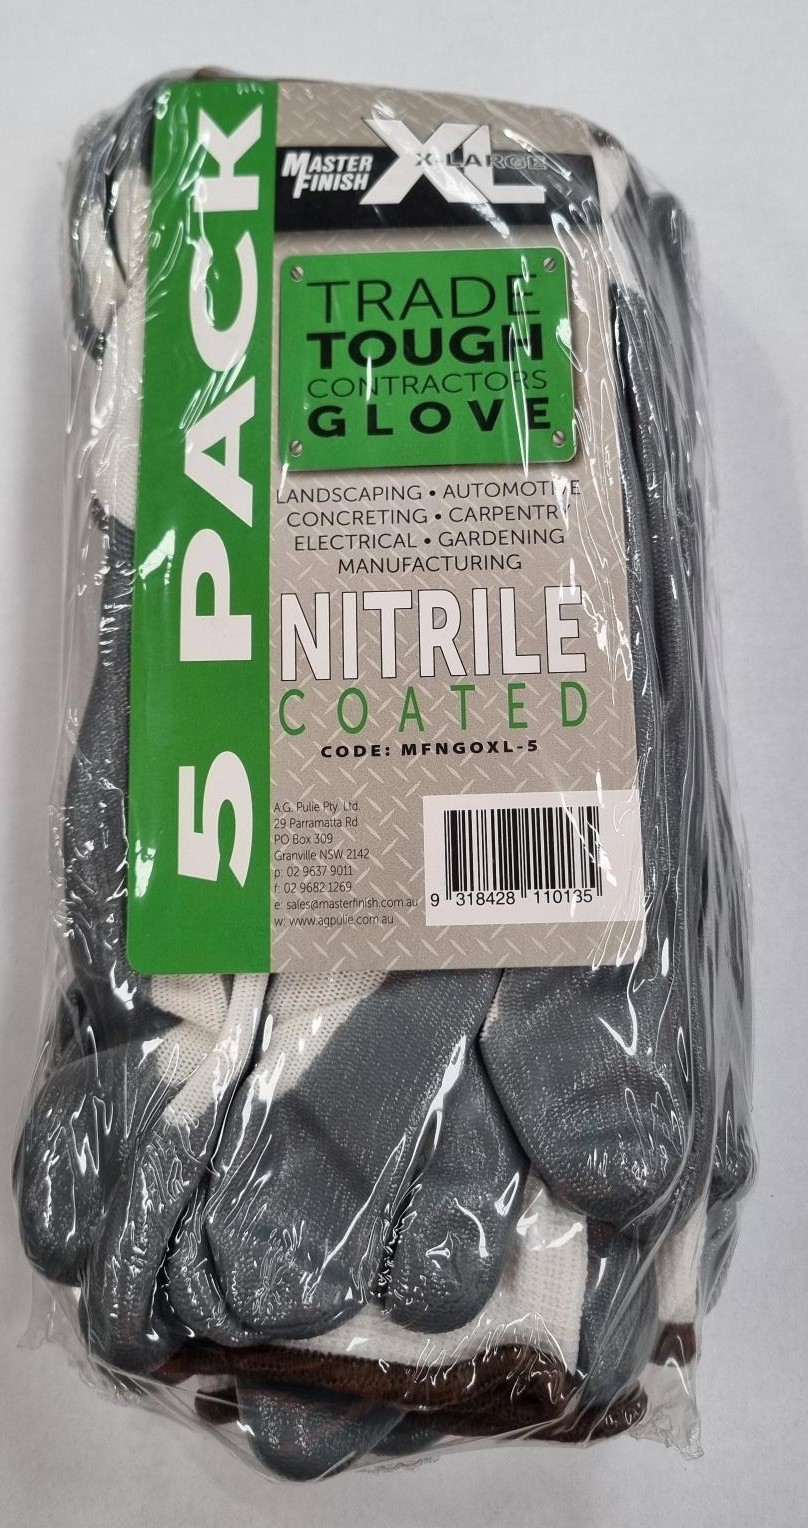 5 PACK
MASTER
FINISH
XL
X-LARGE
TRADE
TOUGH
CONTRACTORS
GLOVE
LANDSCAPING • AUTOMOTIVE
CONCRETING • CARPENTRY
ELECTRICAL • GARDENING
MANUFACTURING
NITRILE
COATED
CODE: MFNGOXL-5
A.G. Pulie Pty. Ltd.
29 Parramatta Rd
PO Box 309
Granville NSW 2142
p: 02 9637 9011
f: 02 9682 1269
e: sales@masterfinish.com.au
w: www.agpulie.com.au
9 318428 110135